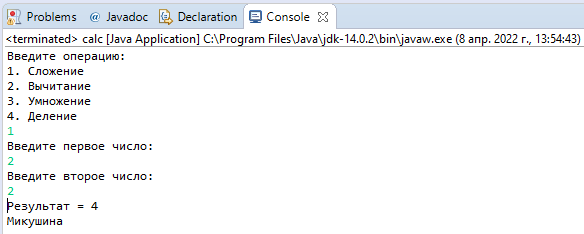 Problems @ Javadoc Declaration Console
<terminated> calc [Java Application] C:\Program Files\Java\jdk-14.0.2\bin\javaw.exe (8 апр. 2022 г., 13:54:43)
Введите операцию:
1. Сложение
2. Вычитание
3. Умножение
4. Деление
1
Введите первое число:
2
Введите второе число:
2
Результат = 4
Микушина